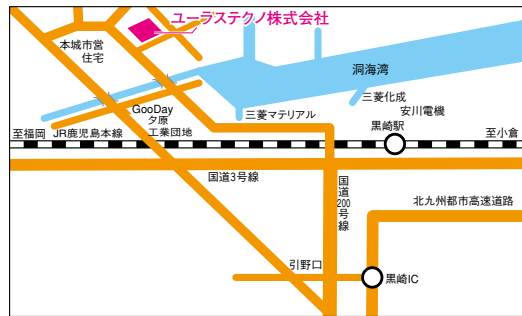 ユーラステクノ株式会社
本城市営
住宅
洞海湾
三菱化成
安川電機
GooDay
夕原
工業団地
三菱マテリアル
黒崎駅
至福岡
JR鹿児島本線
至小倉
国道3号線
国道200号線
北九州都市高速道路
引野口
黒崎IC